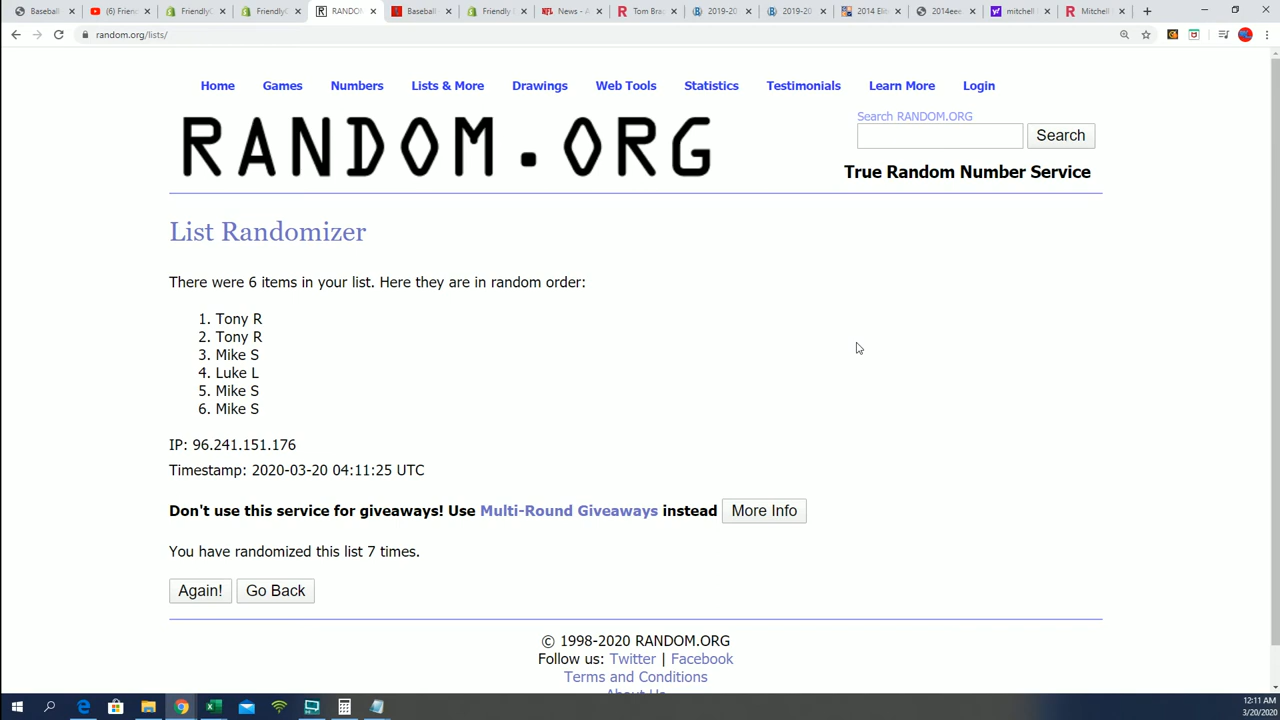 Baseball
(6) Frienc
FriendlyC
FriendlyC
RANDOM
Baseball
Friendly
News - A
Tom Bra
2019-20
2019-20
2014 Elit
2014eee
mitchell
Mitchell
random.org/lists/
Home Games Numbers Lists & More Drawings Web Tools Statistics Testimonials Learn More Login
RANDOM.ORG
Search RANDOM.ORG
Search
True Random Number Service
List Randomizer
There were 6 items in your list. Here they are in random order:
1. Tony R
2. Tony R
3. Mike S
4. Luke L
5. Mike S
6. Mike S
IP: 96.241.151.176
Timestamp: 2020-03-20 04:11:25 UTC
Don't use this service for giveaways! Use Multi-Round Giveaways instead More Info
You have randomized this list 7 times.
Again! Go Back
© 1998-2020 RANDOM.ORG
Follow us: Twitter | Facebook
Terms and Conditions
About Us
12:11 AM
3/20/2020